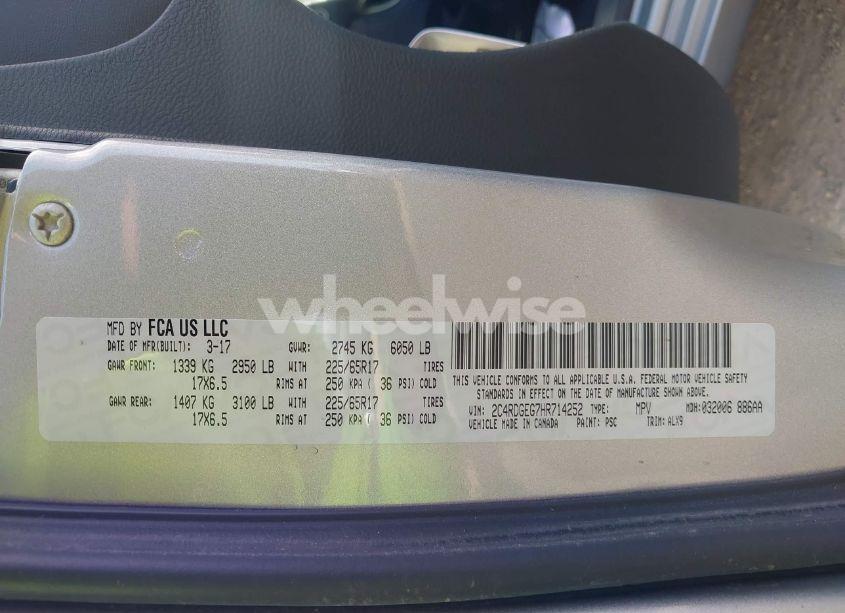 wheelwise
MFD BY FCA US LLC
DATE OF MFR(BUILT): 3-17 GVWR: 2745 KG 6050 LB
GAWR FRONT: 1339 KG 2950 LB WITH 225/65R17 TIRES
17X6.5 RIMS AT 250 KPA ( 36 PSI) COLD
GAWR REAR: 1407 KG 3100 LB WITH 225/65R17 TIRES
17X6.5 RIMS AT 250 KPA ( 36 PSI) COLD
THIS VEHICLE CONFORMS TO ALL APPLICABLE U.S.A. FEDERAL MOTOR VEHICLE SAFETY
STANDARDS IN EFFECT ON THE DATE OF MANUFACTURE SHOWN ABOVE.
VIN: 2C4RDGEG7HR714252 TYPE: MPV MDH: 032006 886AA
VEHICLE MADE IN CANADA PAINT: PSC TRIM: ALX9